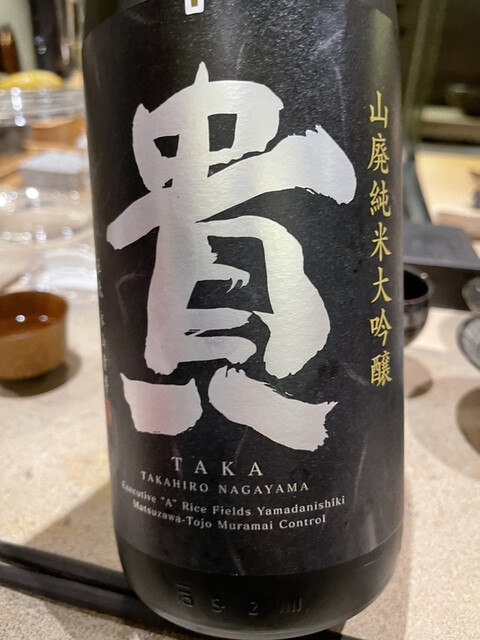 貴
山廃純米大吟醸
TAKA
TAKAHIRO NAGAYAMA
Executive "A" Rice Fields Yamadanishiki
Matsuzawa-Tojo Muramai Control